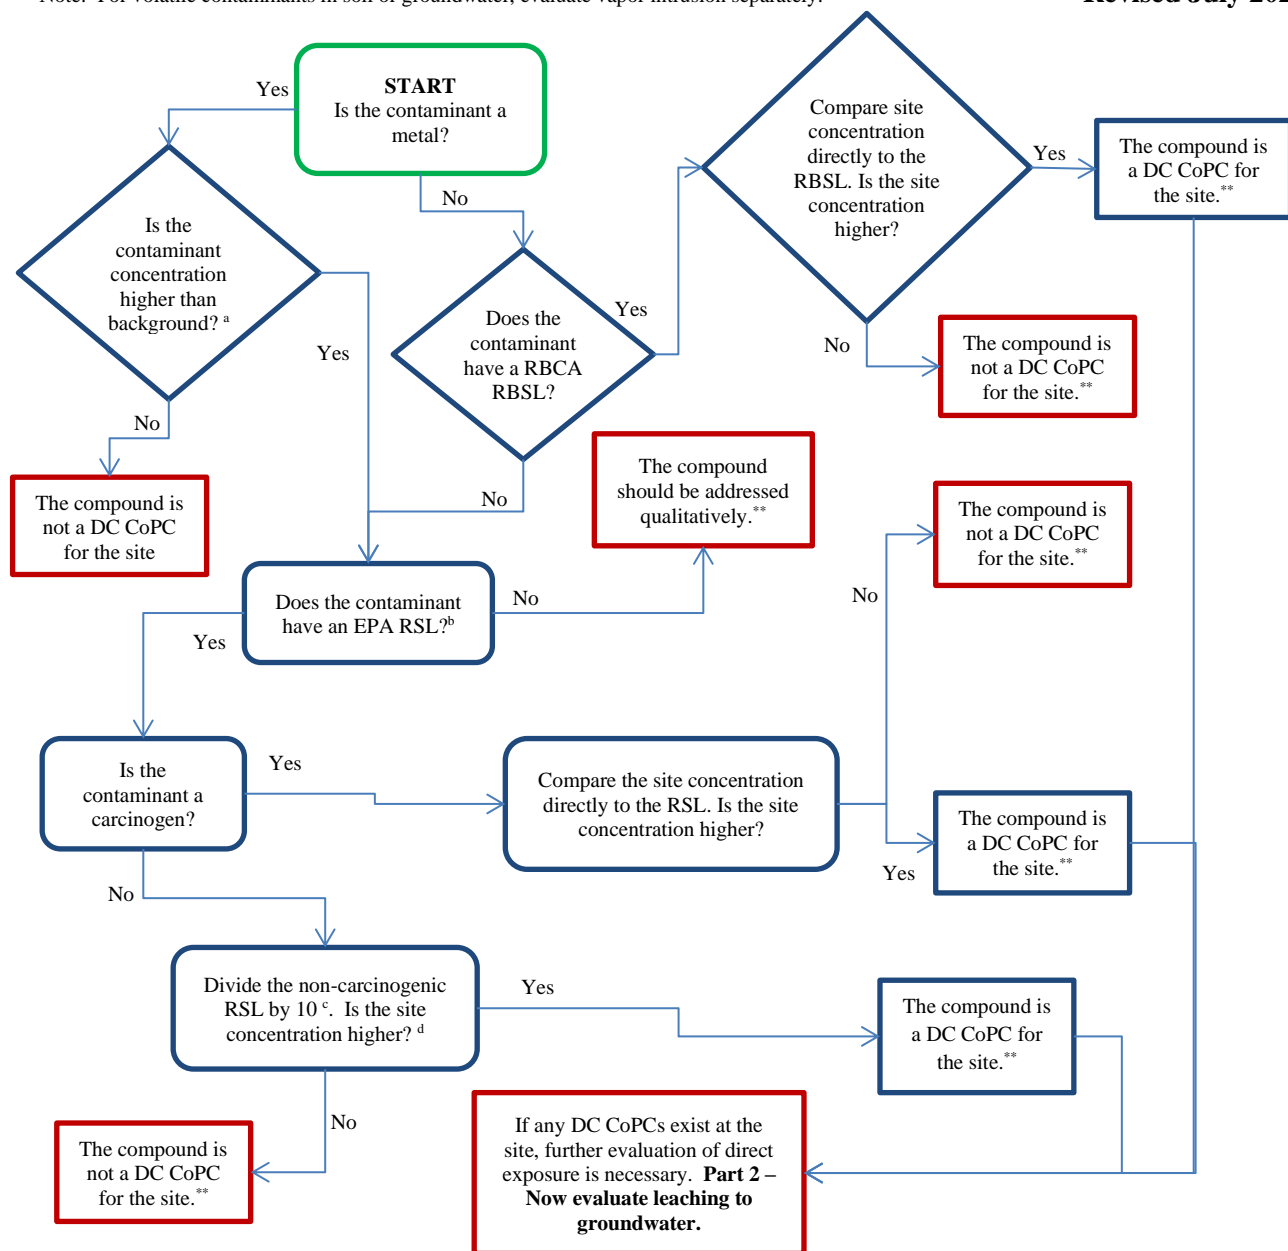 Note: For volatile contaminants in soil or groundwater, evaluate vapor intrusion separately.
Revised July 202
START
Is the contaminant a
metal?
Yes
No
Is the
contaminant
concentration
higher than
background? a
Yes
No
The compound is
not a DC CoPC
for the site
Does the
contaminant
have a RBCA
RBSL?
Yes
No
Compare site
concentration
directly to the
RBSL. Is the site
concentration
higher?
Yes
The compound is
a DC CoPC for
the site.**
No
The compound is
not a DC CoPC
for the site.**
The compound
should be addressed
qualitatively.**
Does the contaminant
have an EPA RSL?b
No
Yes
The compound is
not a DC CoPC
for the site.**
No
Is the
contaminant a
carcinogen?
Yes
Compare the site concentration
directly to the RSL. Is the site
concentration higher?
Yes
The compound is
a DC CoPC for
the site.**
No
Divide the non-carcinogenic
RSL by 10 c. Is the site
concentration higher? d
Yes
The compound is
a DC CoPC for
the site.**
No
The compound is
not a DC CoPC
for the site.**
If any DC CoPCs exist at the
site, further evaluation of direct
exposure is necessary. Part 2 –
Now evaluate leaching to
groundwater.